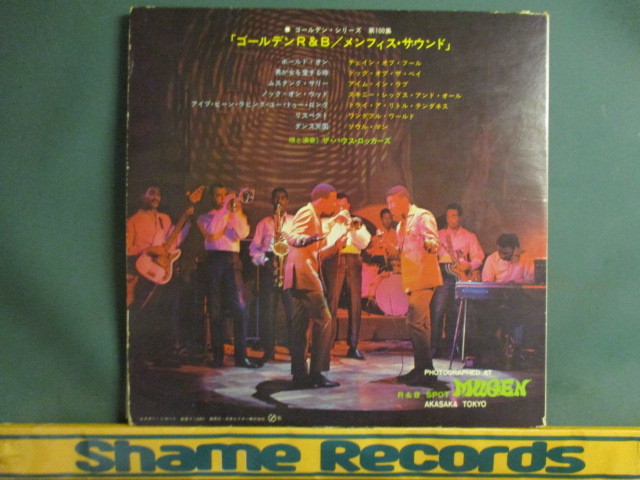 ● ゴールデン・シリーズ 第100集
「ゴールデンR&B/メンフィス・サウンド」
ホールド・オン チェイン・オブ・フール
男が女を愛する時 ドック・オブ・ザ・ベイ
ムスタング・サリー アイム・イン・ラブ
ノック・オン・ウッド スキニー・レッグス・アンド・オール
アイブ・ビーン・ラビング・ユー・トゥー・ロング トライ・ア・リトル・テンダネス
リスペクト ワンダフル・ワールド
ダンス天国 ソウル・マン
唄と演奏) ザ・ハウス・ロッカーズ
PHOTOGRAPHED AT
R & B SPOT MUGEN
AKASAKA TOKYO
Shame Records